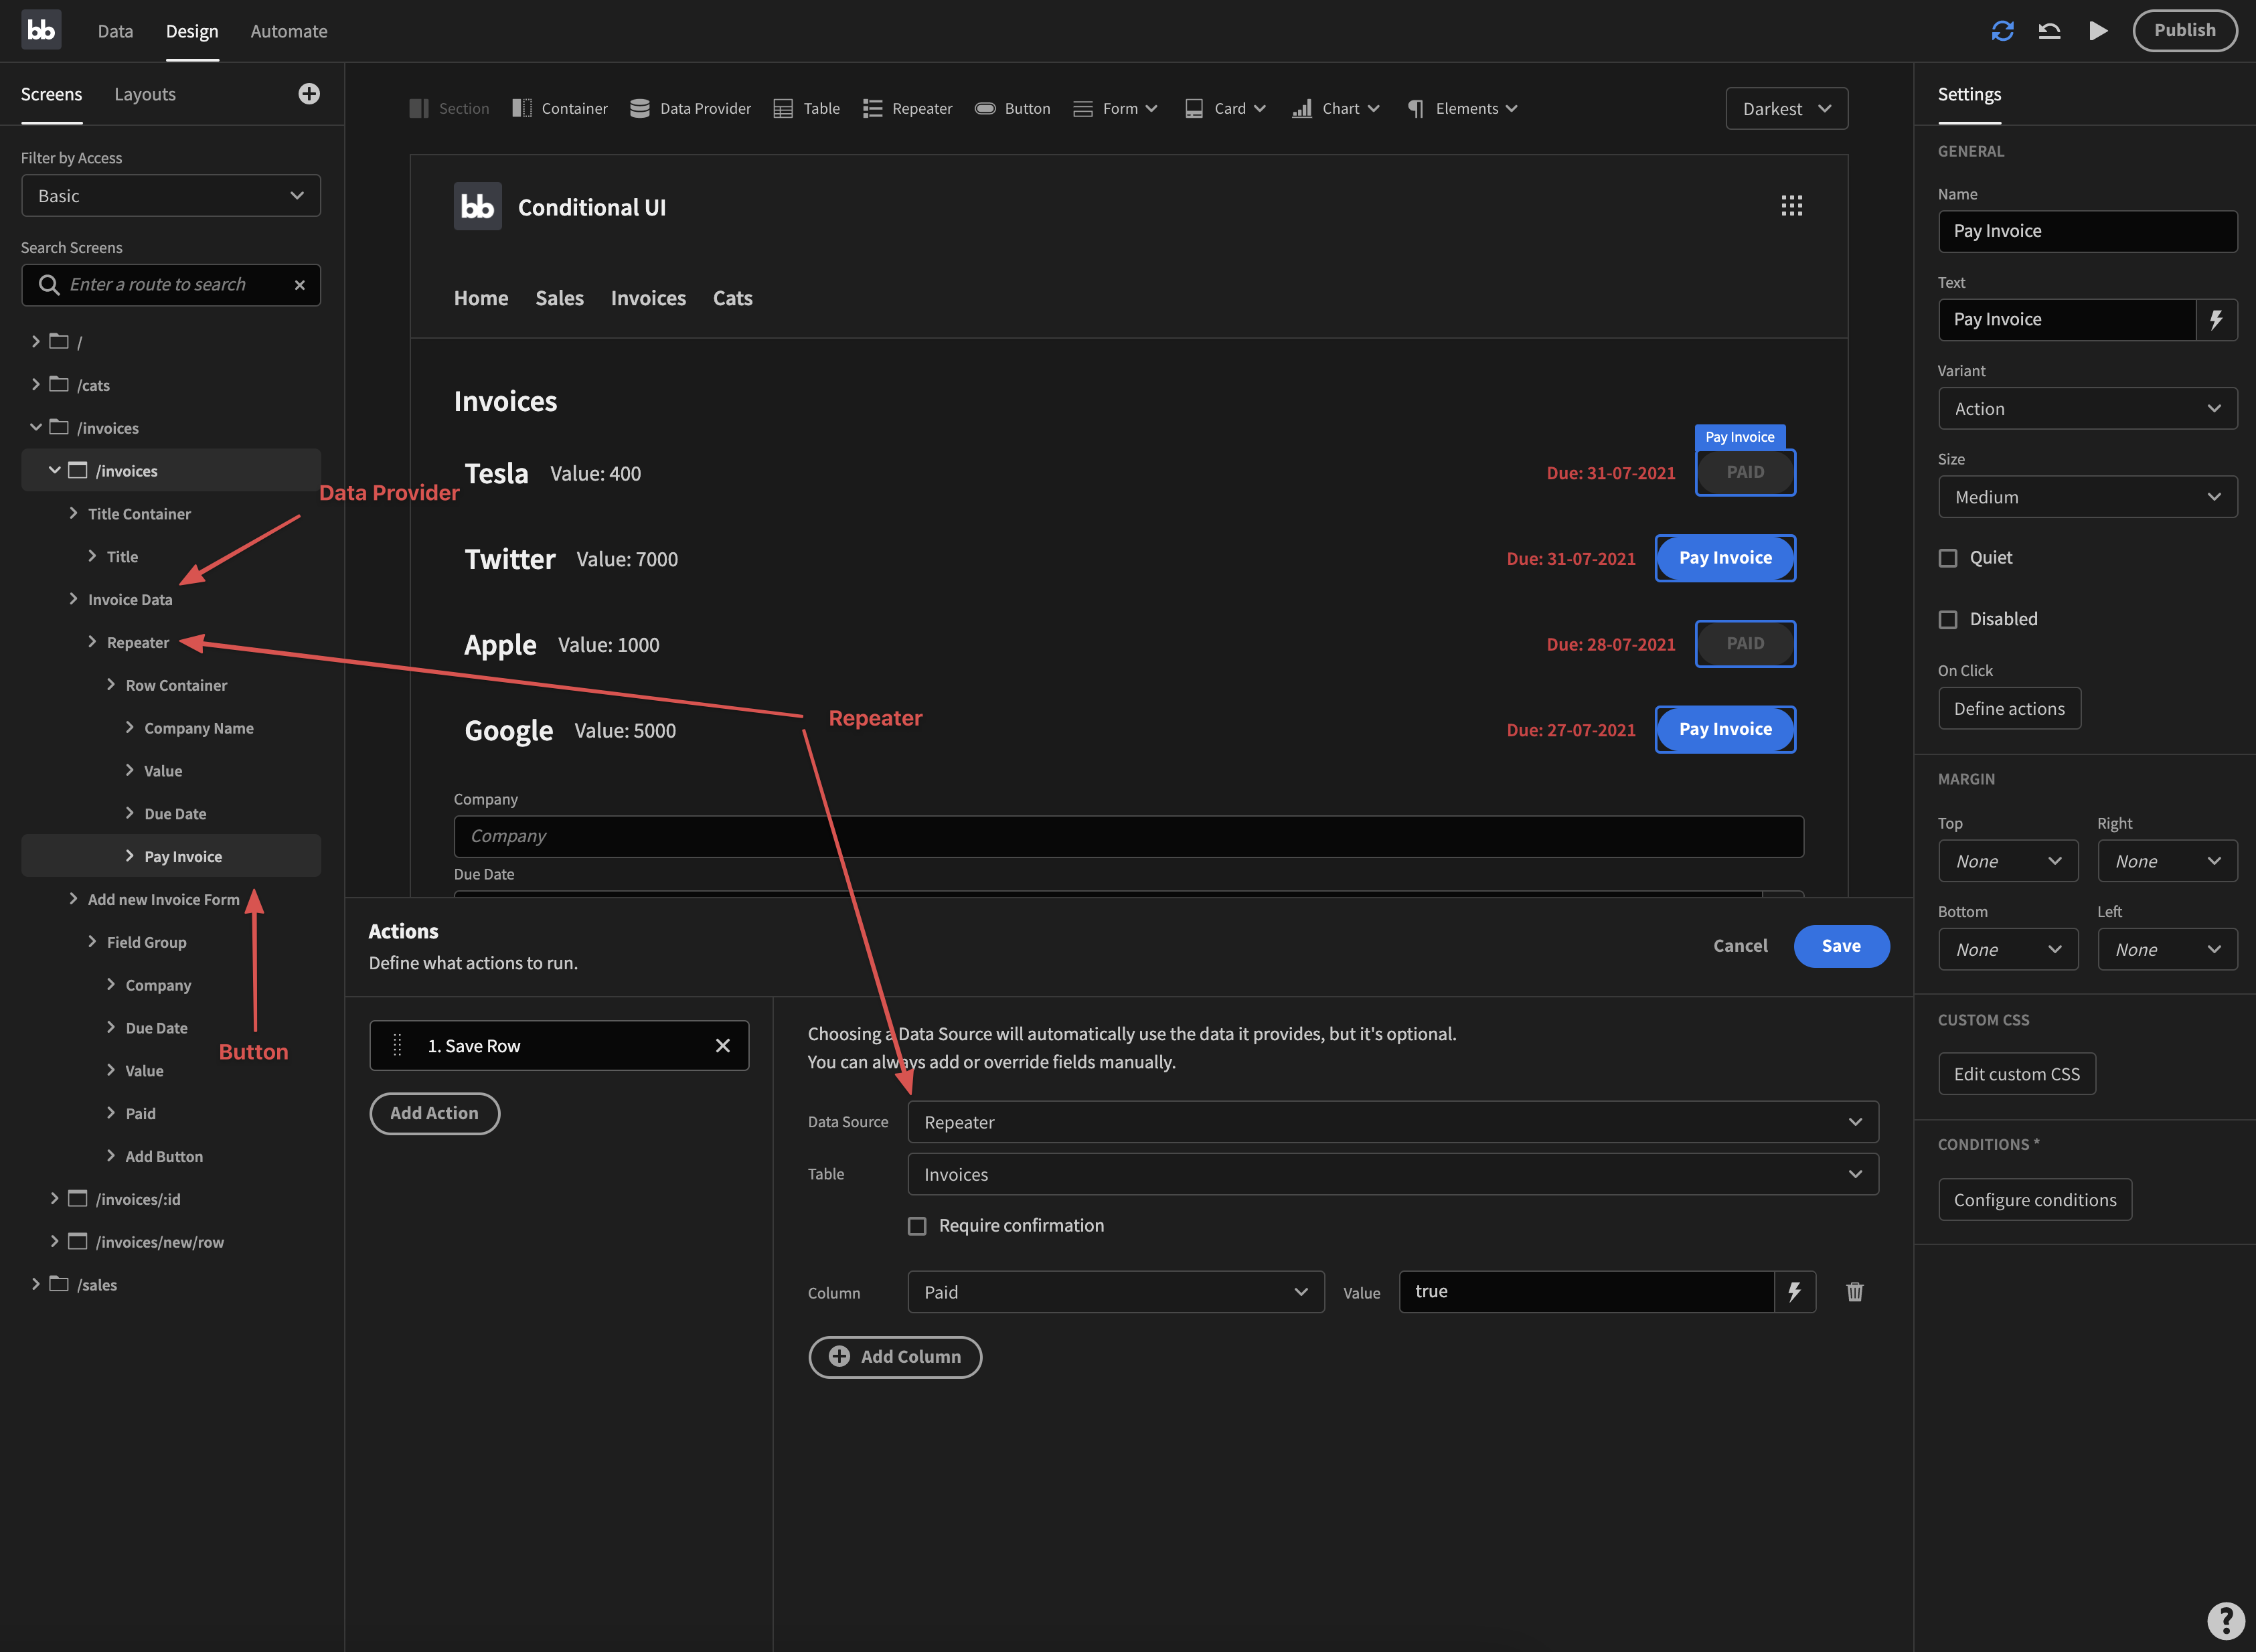 bb Data Design Automate Publish
Screens Layouts
Filter by Access
Basic
Search Screens
Enter a route to search
/
/cats
/invoices
/invoices
Title Container
Title
Invoice Data
Repeater
Row Container
Company Name
Value
Due Date
Pay Invoice
Add new Invoice Form
Field Group
Company
Due Date
Value
Paid
Add Button
/invoices/:id
/invoices/new/row
/sales
Data Provider
Repeater
Button
Section Container Data Provider Table Repeater Button Form Card Chart Elements Darkest
bb Conditional UI
Home Sales Invoices Cats
Invoices
Pay Invoice
Tesla Value: 400 Due: 31-07-2021 PAID
Twitter Value: 7000 Due: 31-07-2021 Pay Invoice
Apple Value: 1000 Due: 28-07-2021 PAID
Google Value: 5000 Due: 27-07-2021 Pay Invoice
Company
Company
Due Date
Actions
Define what actions to run.
Cancel Save
1. Save Row
Add Action
Choosing a Data Source will automatically use the data it provides, but it's optional.
You can always add or override fields manually.
Data Source Repeater
Table Invoices
Require confirmation
Column Paid Value true
Add Column
Settings
GENERAL
Name
Pay Invoice
Text
Pay Invoice
Variant
Action
Size
Medium
Quiet
Disabled
On Click
Define actions
MARGIN
Top Right
None None
Bottom Left
None None
CUSTOM CSS
Edit custom CSS
CONDITIONS *
Configure conditions
?